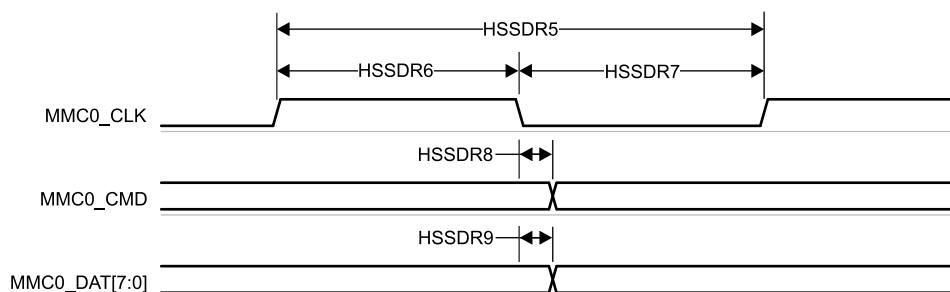 HSSDR5
HSSDR6
HSSDR7
MMC0_CLK
HSSDR8
MMC0_CMD
HSSDR9
MMC0_DAT[7:0]